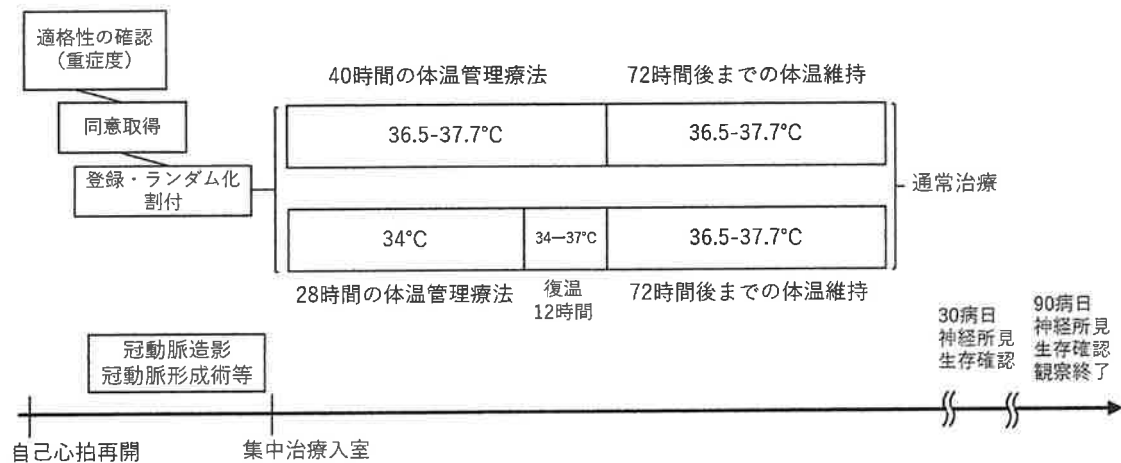 適格性の確認
（重症度）
同意取得
登録・ランダム化
割付
40時間の体温管理療法
72時間後までの体温維持
36.5-37.7°C
36.5-37.7°C
34°C
34ー37°C
36.5-37.7°C
28時間の体温管理療法
復温
12時間
72時間後までの体温維持
通常治療
冠動脈造影
冠動脈形成術等
30病日
神経所見
生存確認
90病日
神経所見
生存確認
観察終了
自己心拍再開
集中治療入室